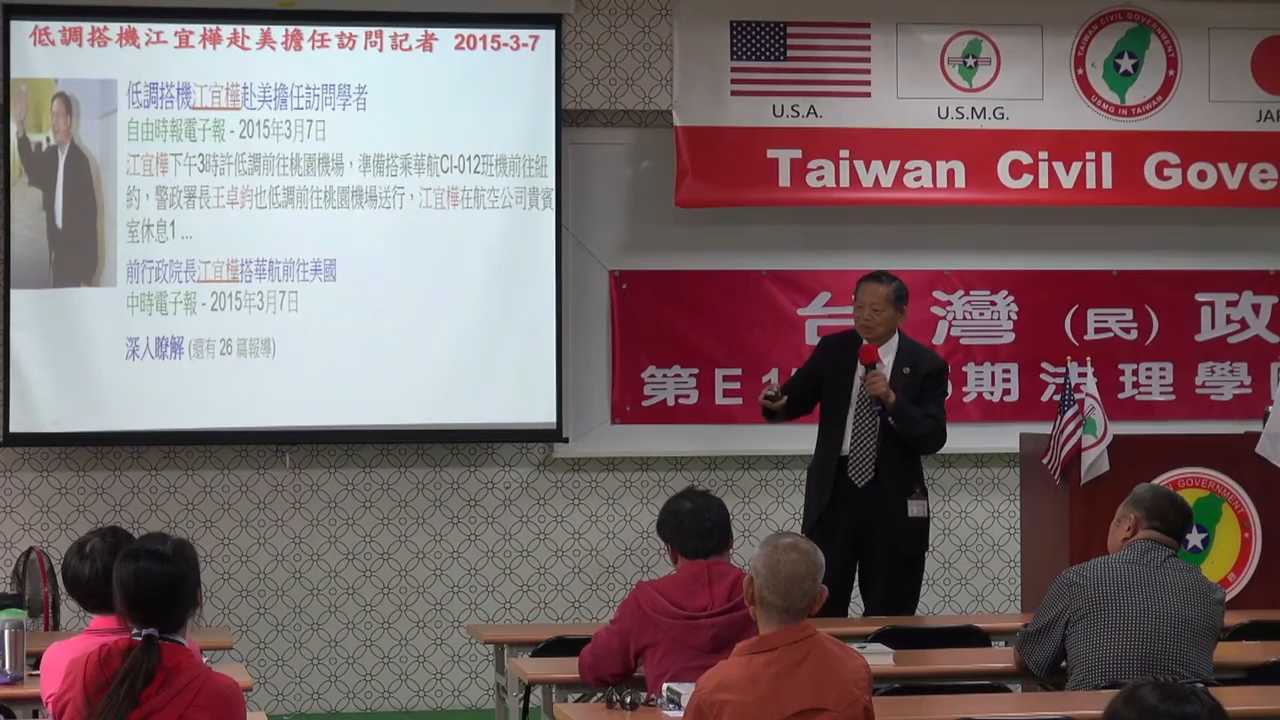 低調搭機江宜樺赴美擔任訪問記者 2015-3-7
低調搭機江宜樺赴美擔任訪問學者
自由時報電子報 - 2015年3月7日
江宜樺下午3時許低調前往桃園機場，準備搭乘華航CI-012班機前往紐
約，警政署長王卓鈞也低調前往桃園機場送行，江宜樺在航空公司貴賓
室休息1 ...
前行政院長江宜樺搭華航前往美國
中時電子報 - 2015年3月7日
深入瞭解 (還有 26 篇報導)
U.S.A.
U.S.M.G.
TAIWAN CIVIL GOVERNMENT
USMG IN TAIWAN
JAP
Taiwan Civil Gove
台灣 (民) 政
第E1 期法理學
GOVERNMENT